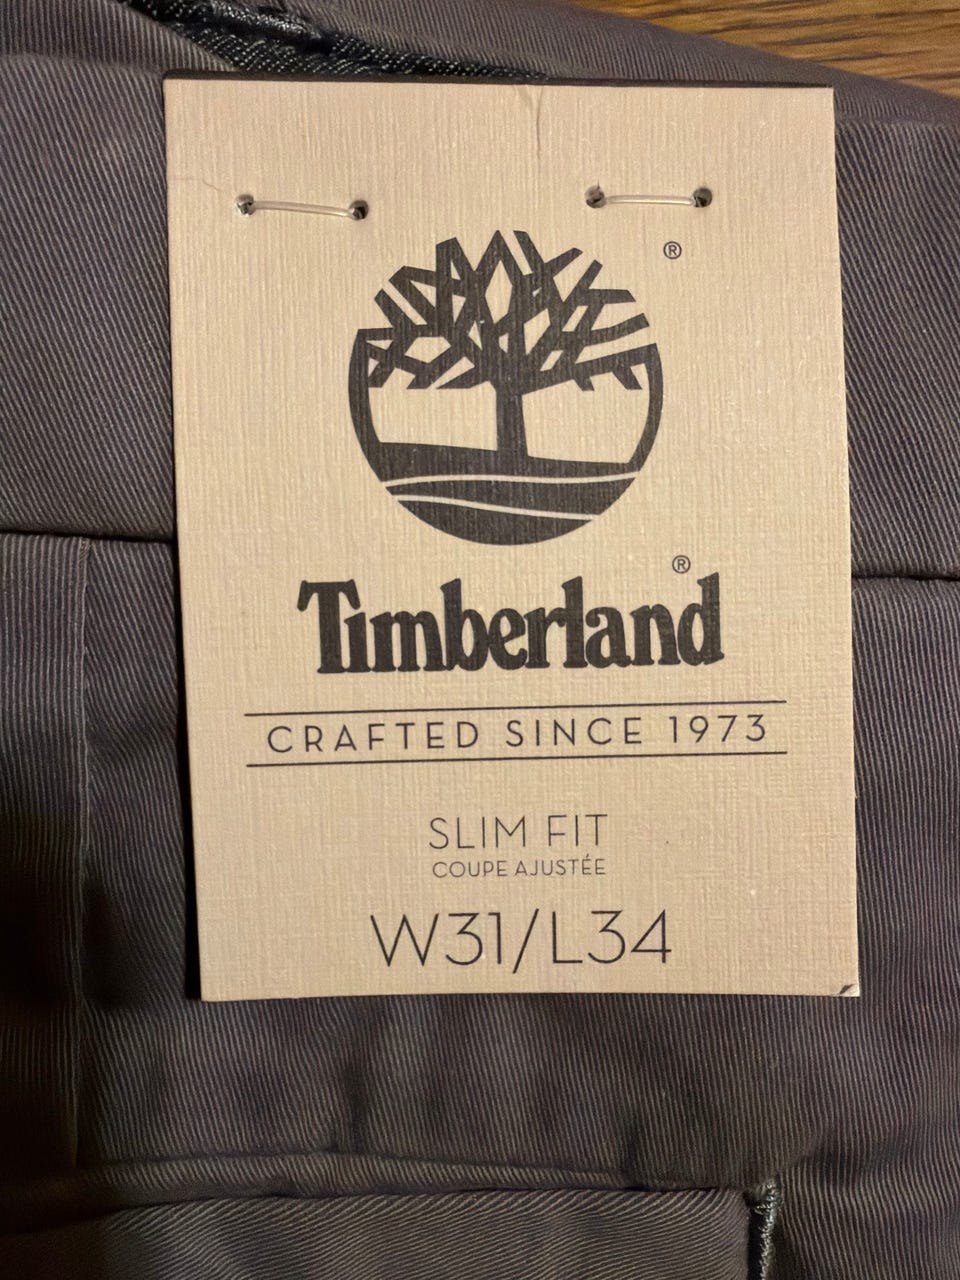 ®
®
Timberland
CRAFTED SINCE 1973
SLIM FIT
COUPE AJUSTÉE
W31/L34